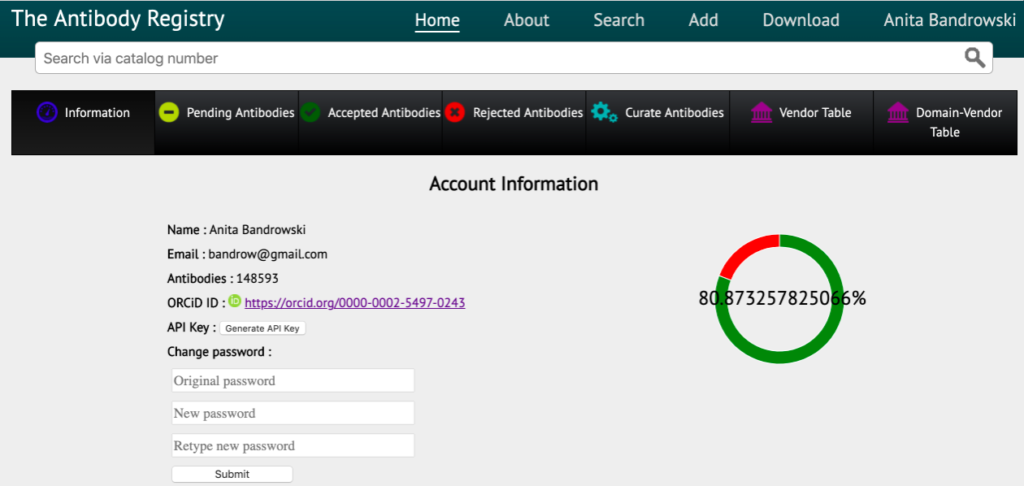 The Antibody Registry
Home About Search Add Download Anita Bandrowski
Search via catalog number
Information Pending Antibodies Accepted Antibodies Rejected Antibodies Curate Antibodies Vendor Table Domain-Vendor
Table
Account Information
Name : Anita Bandrowski
Email : bandrow@gmail.com
Antibodies : 148593
ORCiD ID : iD https://orcid.org/0000-0002-5497-0243
API Key : Generate API Key
Change password :
Original password
New password
Retype new password
Submit
80.873257825066%